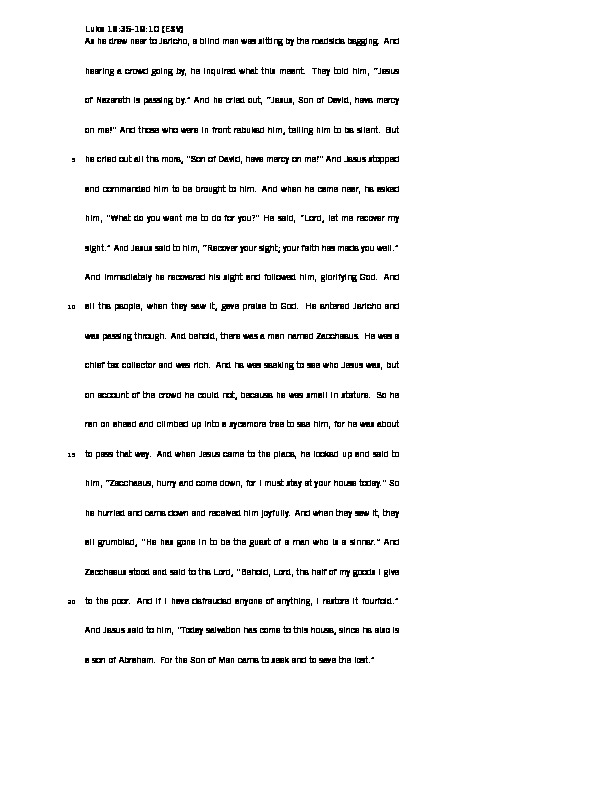 Luke 18:35-19:10 (ESV)
As he drew near to Jericho, a blind man was sitting by the roadside begging. And
hearing a crowd going by, he inquired what this meant. They told him, "Jesus
of Nazareth is passing by." And he cried out, "Jesus, Son of David, have mercy
on me!" And those who were in front rebuked him, telling him to be silent. But
5 he cried out all the more, "Son of David, have mercy on me!" And Jesus stopped
and commanded him to be brought to him. And when he came near, he asked
him, "What do you want me to do for you?" He said, "Lord, let me recover my
sight." And Jesus said to him, "Recover your sight; your faith has made you well."
And immediately he recovered his sight and followed him, glorifying God. And
10 all the people, when they saw it, gave praise to God. He entered Jericho and
was passing through. And behold, there was a man named Zacchaeus. He was a
chief tax collector and was rich. And he was seeking to see who Jesus was, but
on account of the crowd he could not, because he was small in stature. So he
ran on ahead and climbed up into a sycamore tree to see him, for he was about
15 to pass that way. And when Jesus came to the place, he looked up and said to
him, "Zacchaeus, hurry and come down, for I must stay at your house today." So
he hurried and came down and received him joyfully. And when they saw it, they
all grumbled, "He has gone in to be the guest of a man who is a sinner." And
Zacchaeus stood and said to the Lord, "Behold, Lord, the half of my goods I give
20 to the poor. And if I have defrauded anyone of anything, I restore it fourfold."
And Jesus said to him, "Today salvation has come to this house, since he also is
a son of Abraham. For the Son of Man came to seek and to save the lost."